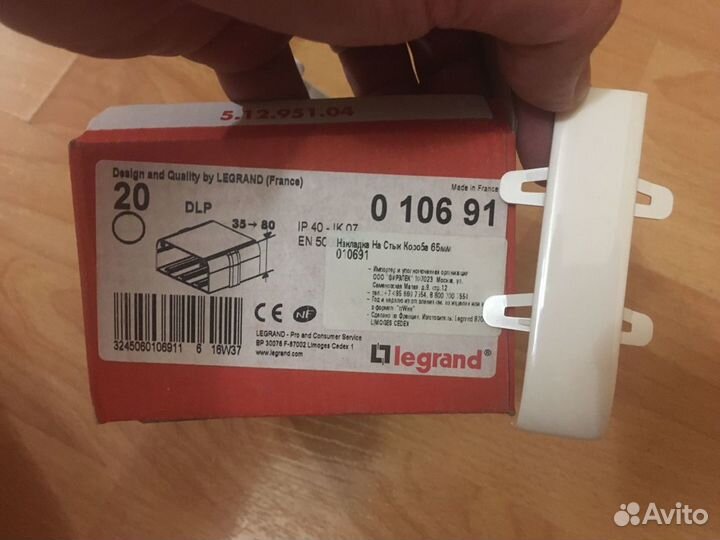 5.12.951.04
Design and Quality by LEGRAND (France)
Made in France
20
DLP
35→80
0 106 91
IP 40 - IK 07
EN 50
Накладка На Стык Короба 65мм
010691
Импортер и уполномоченная организация
ООО 107023 Москва, ул.
Семеновская д.9, стр.12
LIMOGES CEDEX
CE NF
LEGRAND - Pro and Consumer Service
BP 30076 F-87002 Limoges Cedex 1
www.legrand.com
3245060106911 6 16W37
legrand®
Avito